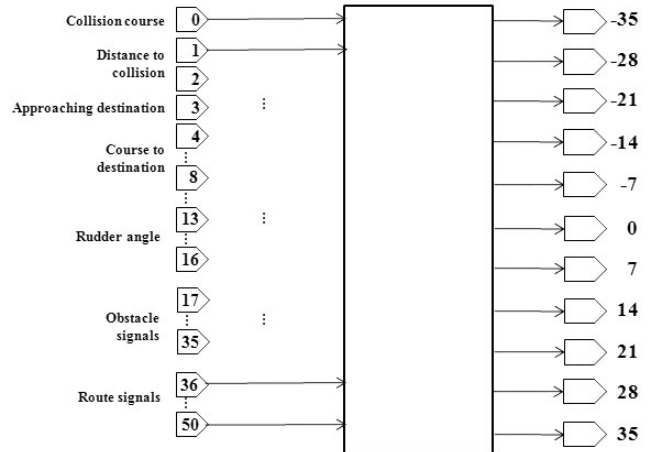 Collision course 0 -35
Distance to collision 1 -28
2
Approaching destination 3 -21
4 -14
Course to destination
8 -7
13 0
Rudder angle
16 7
17 14
Obstacle signals
35 21
36 28
Route signals
50 35